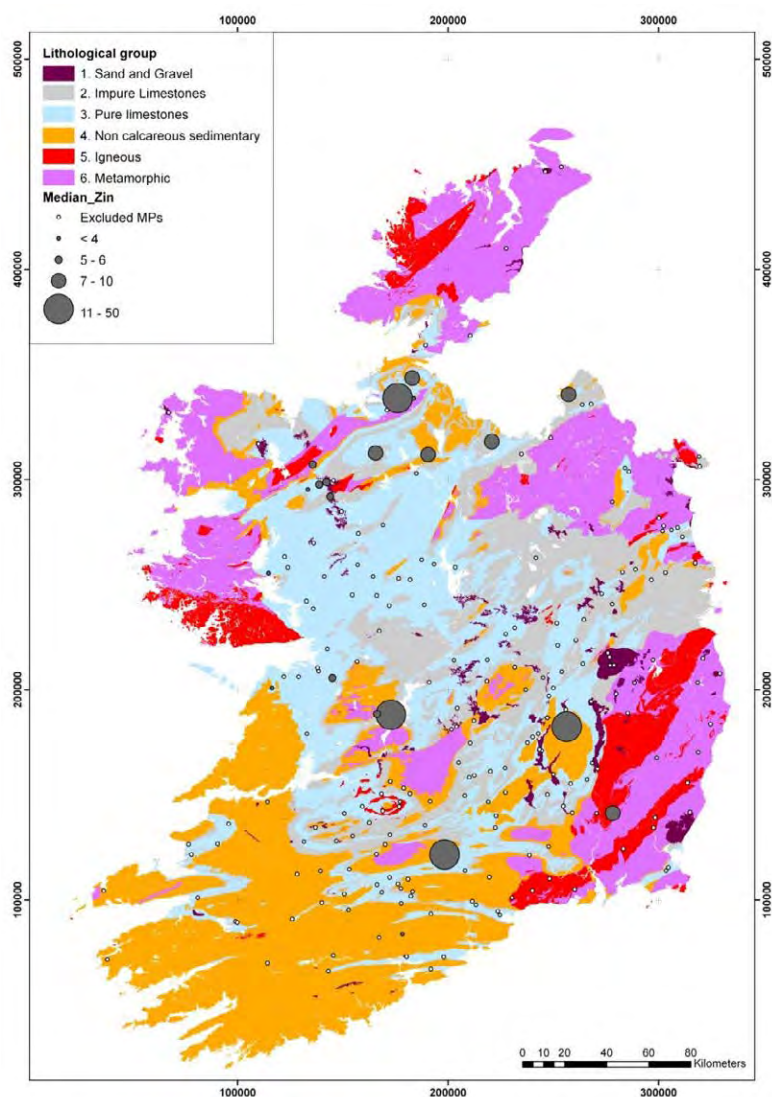 100000 200000 300000
500000 500000
Lithological group
1. Sand and Gravel
2. Impure Limestones
3. Pure limestones
4. Non calcareous sedimentary
5. Igneous
6. Metamorphic
Median_Zin
Excluded MPs
< 4
5 - 6
7 - 10
11 - 50
400000 400000
300000 300000
200000 200000
100000 100000
0 10 20 40 60 80
Kilometers
100000 200000 300000